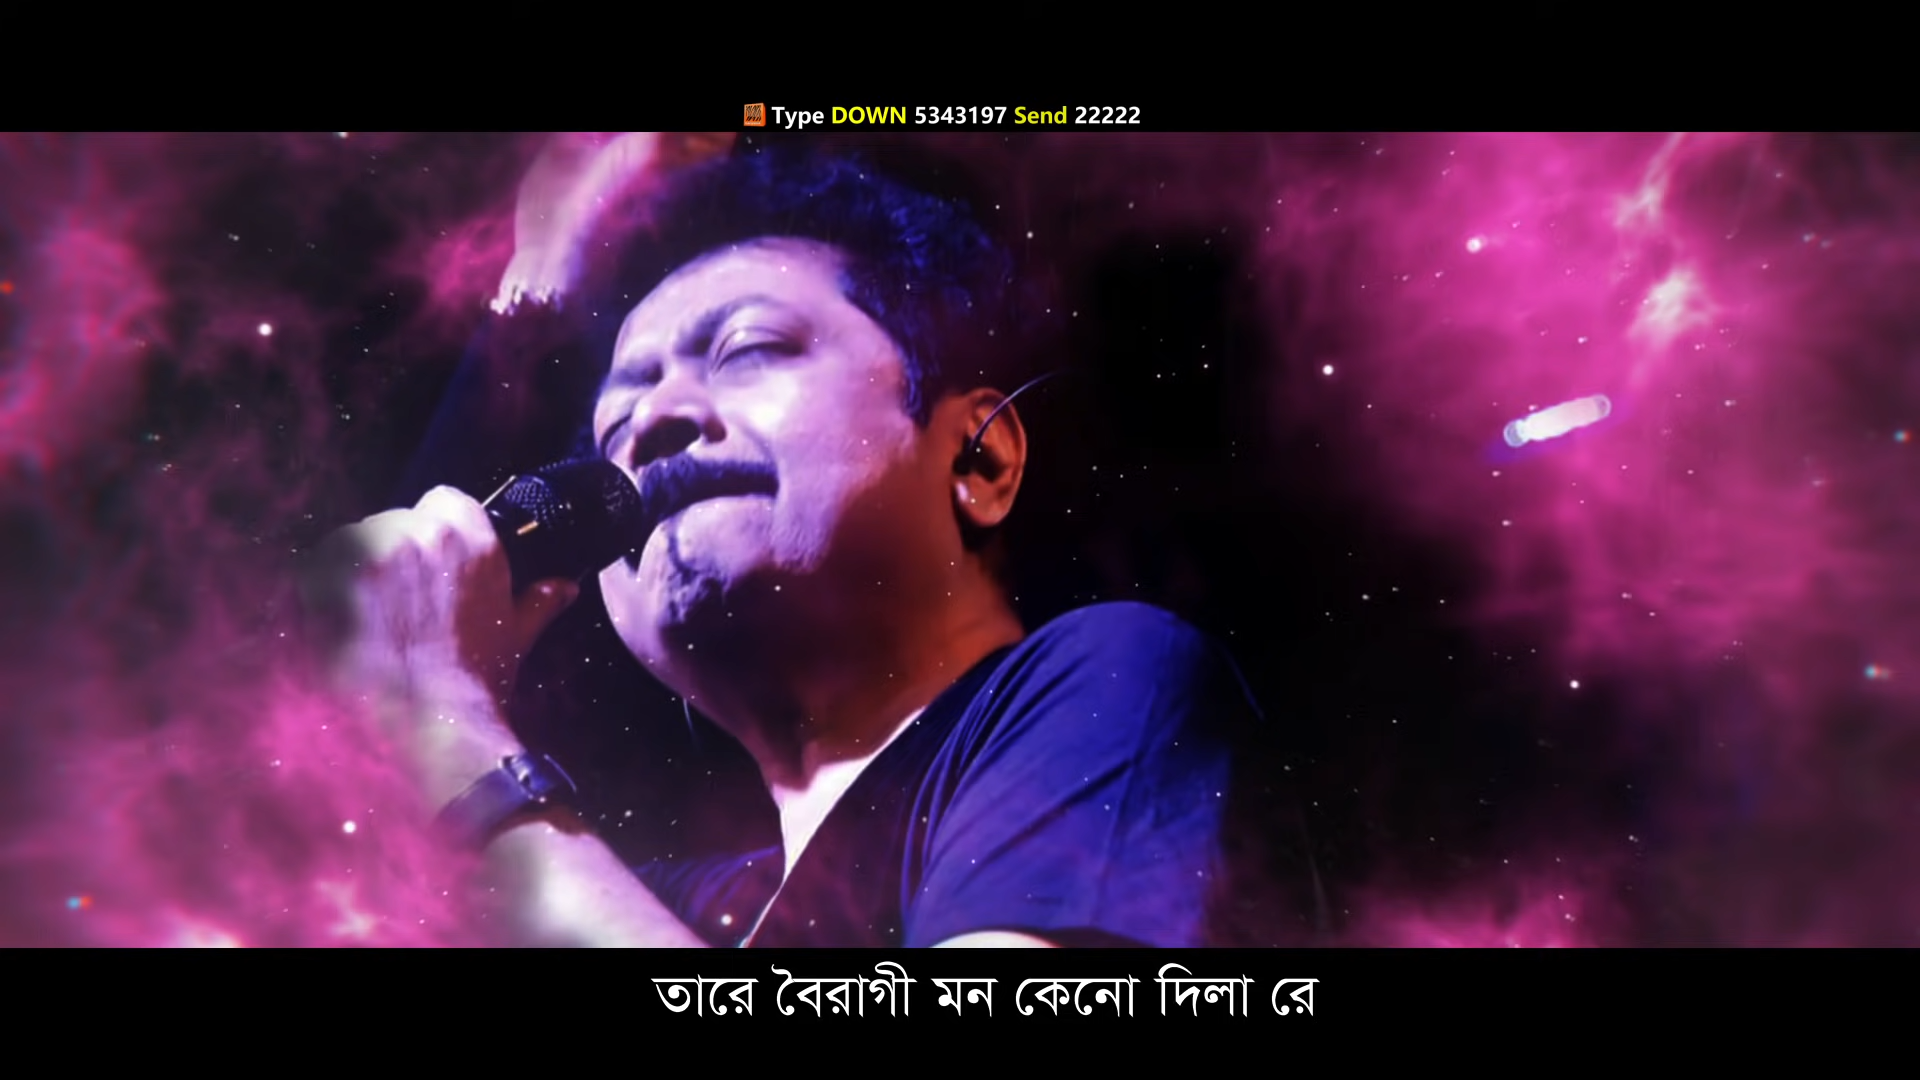 Type DOWN 5343197 Send 22222
তারে বৈরাগী মন কেনো দিলা রে